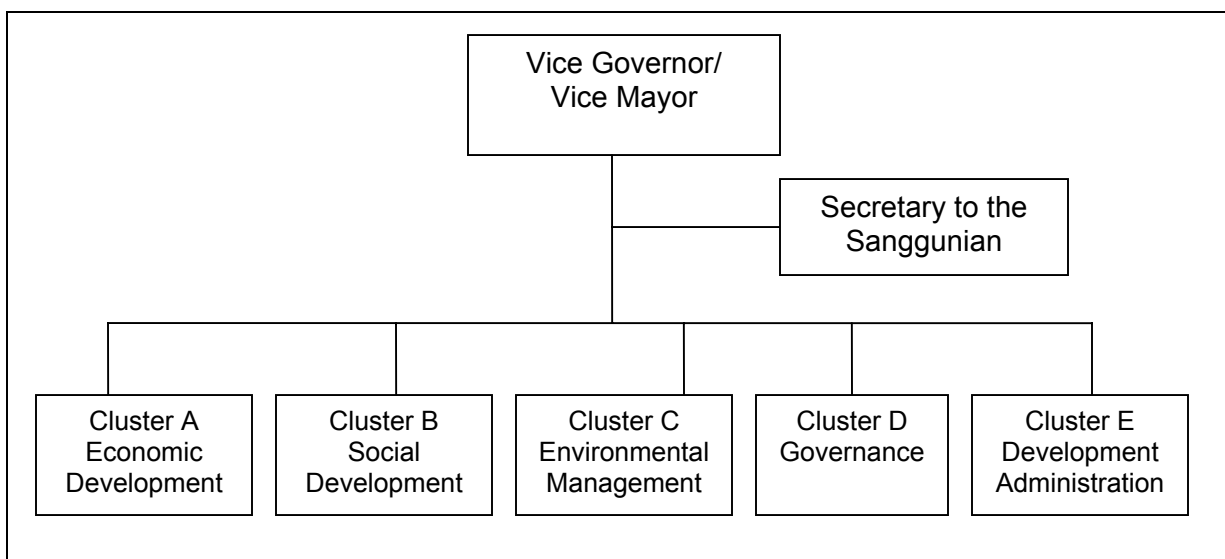 Vice Governor/
Vice Mayor
Secretary to the
Sanggunian
Cluster A
Economic
Development
Cluster B
Social
Development
Cluster C
Environmental
Management
Cluster D
Governance
Cluster E
Development
Administration